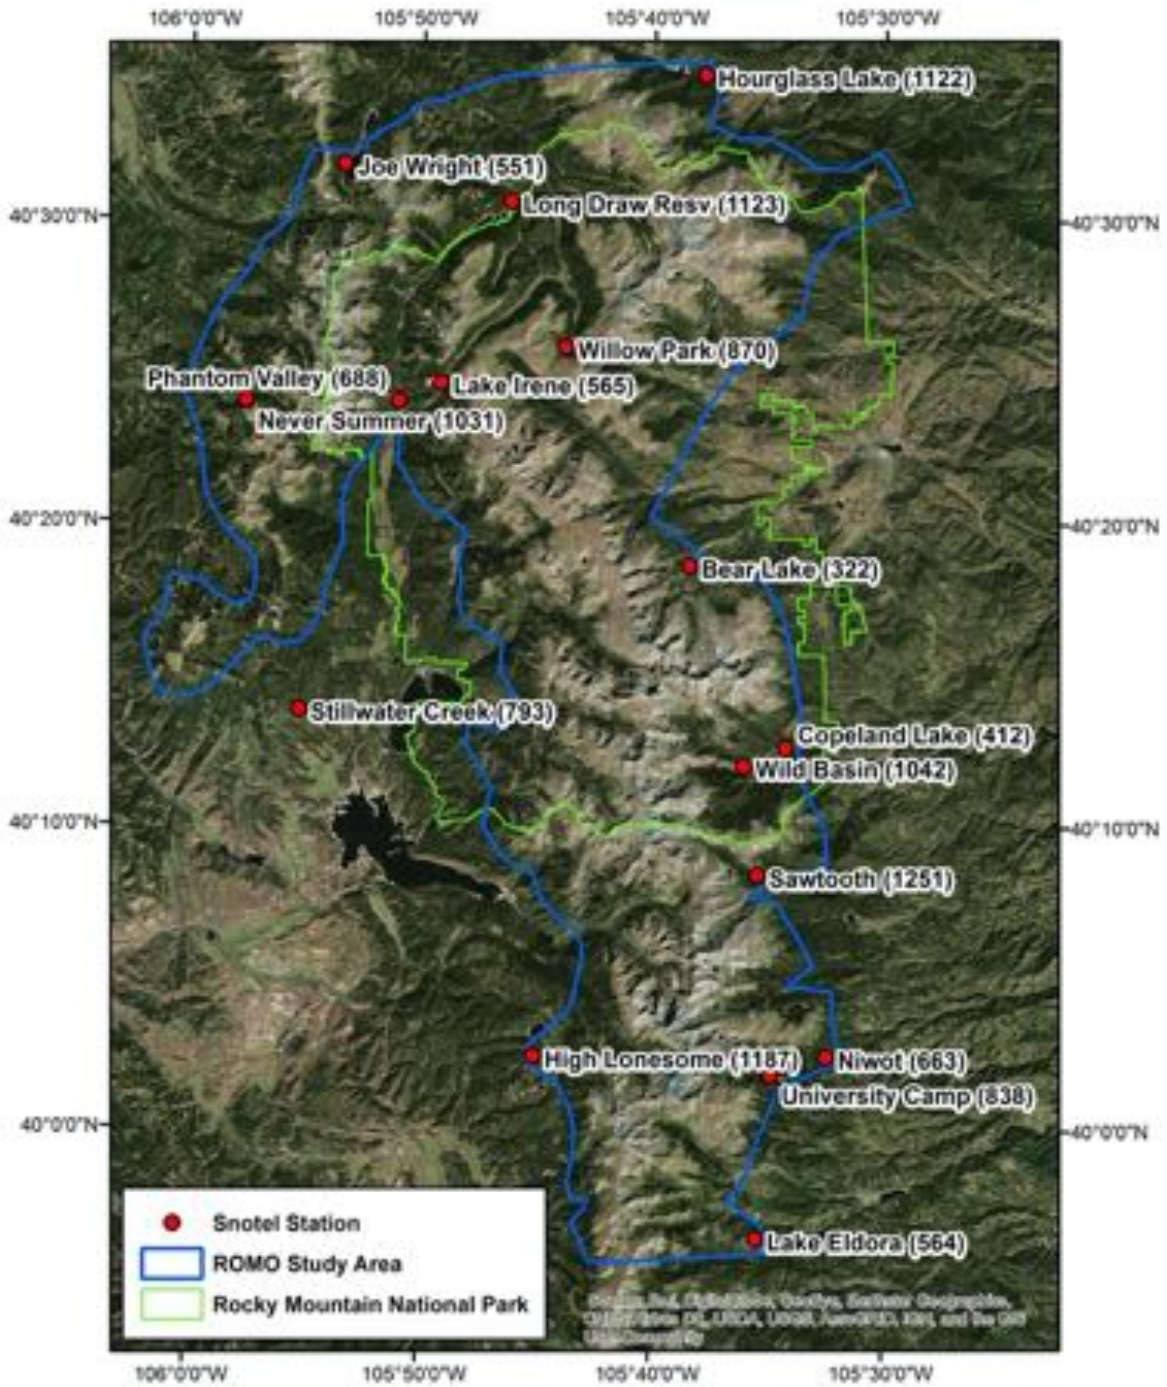 106°0'0"W 105°50'0"W 105°40'0"W 105°30'0"W
Hourglass Lake (1122)
Joe Wright (551)
Long Draw Resv (1123)
40°30'0"N 40°30'0"N
Willow Park (870)
Phantom Valley (688) Lake Irene (565)
Never Summer (1031)
40°20'0"N 40°20'0"N
Bear Lake (322)
Stillwater Creek (793)
Copeland Lake (412)
Wild Basin (1042)
40°10'0"N 40°10'0"N
Sawtooth (1251)
High Lonesome (1187) Niwot (663)
University Camp (838)
40°0'0"N 40°0'0"N
Snotel Station
Lake Eldora (564)
ROMO Study Area
Rocky Mountain National Park
USDA, USGS, and the GIS
106°0'0"W 105°50'0"W 105°40'0"W 105°30'0"W